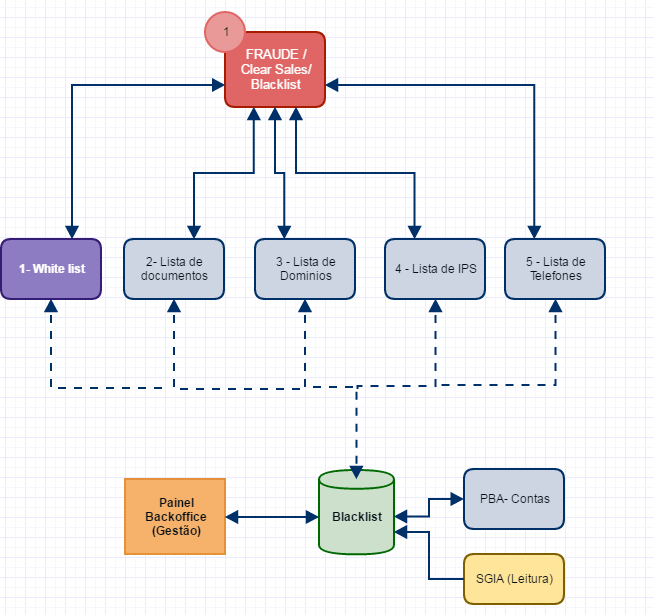 1
FRAUDE /
Clear Sales/
Blacklist
1- White list
2- Lista de
documentos
3 - Lista de
Dominios
4 - Lista de IPS
5 - Lista de
Telefones
Painel
Backoffice
(Gestão)
Blacklist
PBA- Contas
SGIA (Leitura)